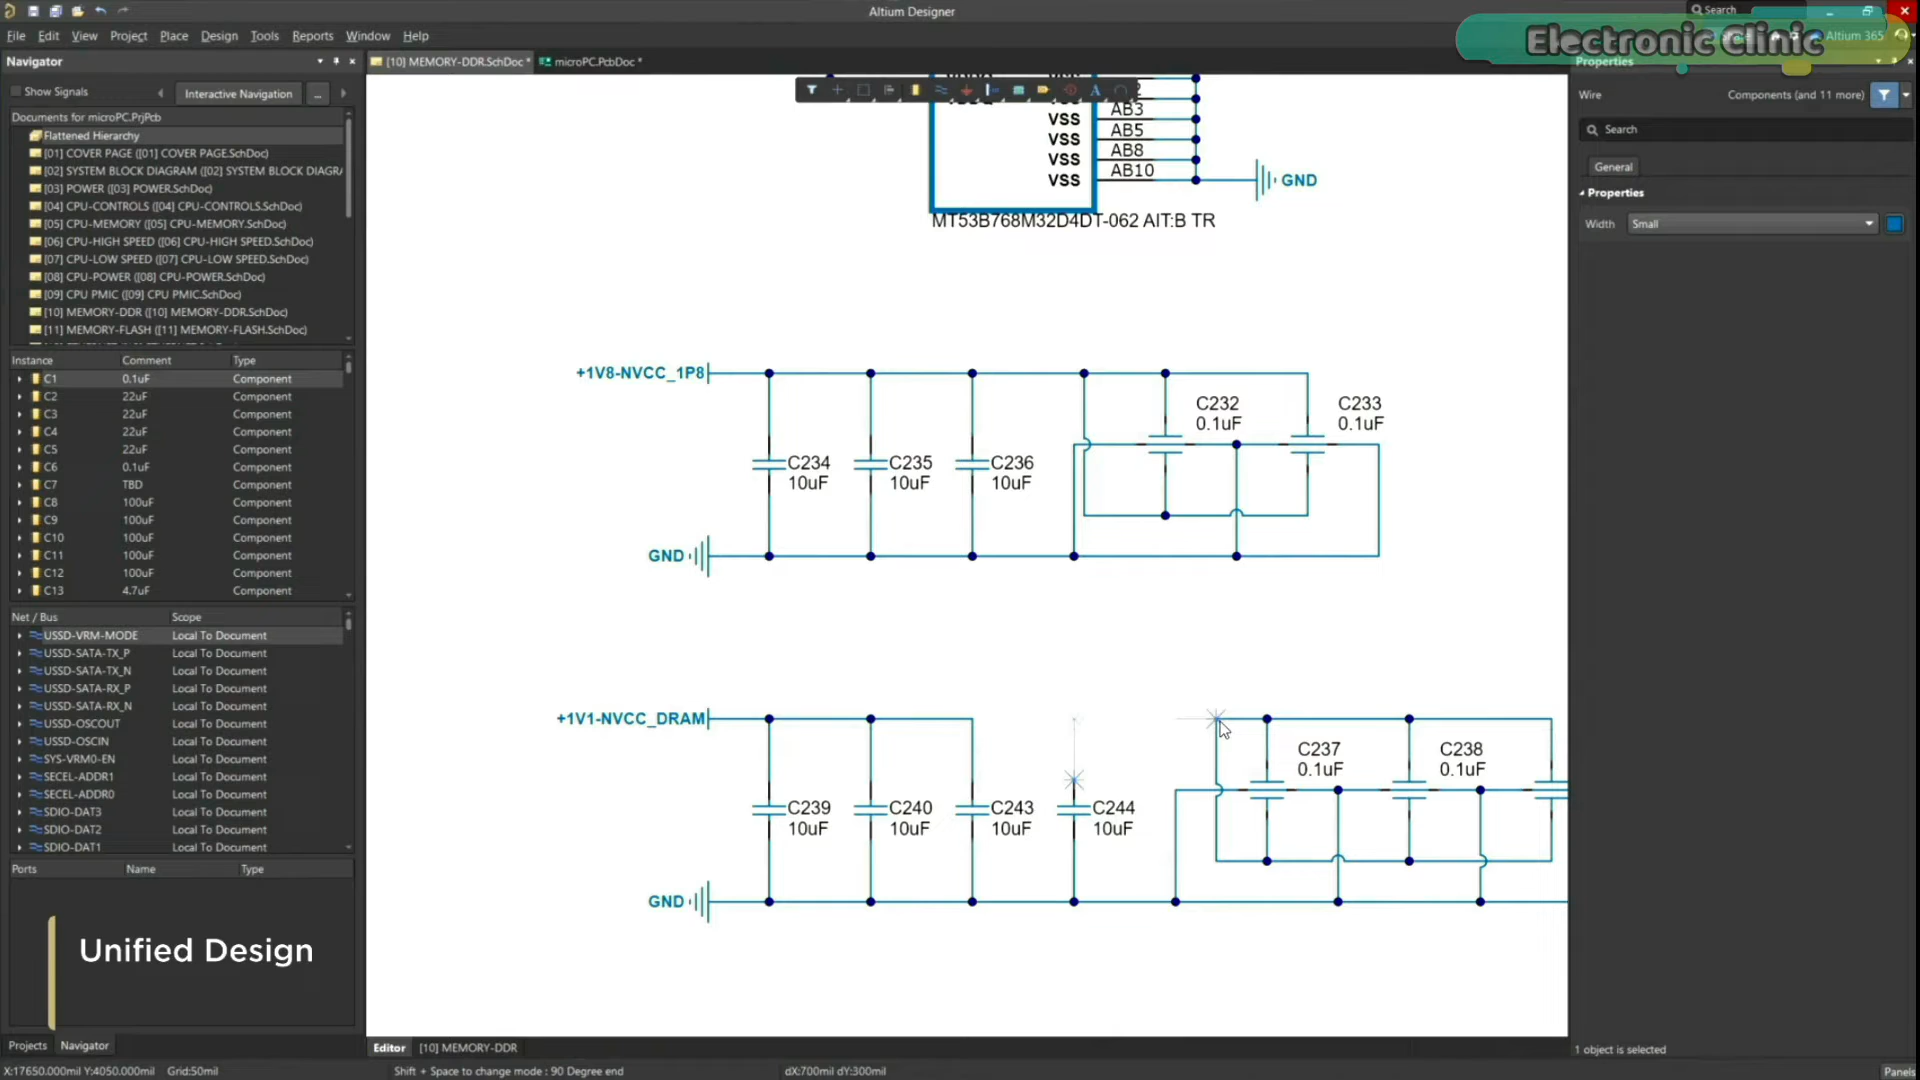 Altium Designer
Search
File Edit View Project Place Design Tools Reports Window Help
Electronic Clinic
Altium 365
Navigator
[10] MEMORY-DDR.SchDoc *
microPC.PcbDoc *
Properties
Show Signals
Interactive Navigation
...
Wire
Components (and 11 more)
Documents for microPC.PrjPcb
Search
Flattened Hierarchy
[01] COVER PAGE ([01] COVER PAGE.SchDoc)
[02] SYSTEM BLOCK DIAGRAM ([02] SYSTEM BLOCK DIAGRA
[03] POWER ([03] POWER.SchDoc)
[04] CPU-CONTROLS ([04] CPU-CONTROLS.SchDoc)
[05] CPU-MEMORY ([05] CPU-MEMORY.SchDoc)
[06] CPU-HIGH SPEED ([06] CPU-HIGH SPEED.SchDoc)
[07] CPU-LOW SPEED ([07] CPU-LOW SPEED.SchDoc)
[08] CPU-POWER ([08] CPU-POWER.SchDoc)
[09] CPU PMIC ([09] CPU PMIC.SchDoc)
[10] MEMORY-DDR ([10] MEMORY-DDR.SchDoc)
[11] MEMORY-FLASH ([11] MEMORY-FLASH.SchDoc)
General
Properties
Width Small
VSS AB3
VSS AB5
VSS AB8
VSS AB10
GND
MT53B768M32D4DT-062 AIT:B TR
Instance Comment Type
C1 0.1uF Component
C2 22uF Component
C3 22uF Component
C4 22uF Component
C5 22uF Component
C6 0.1uF Component
C7 TBD Component
C8 100uF Component
C9 100uF Component
C10 100uF Component
C11 100uF Component
C12 100uF Component
C13 4.7uF Component
+1V8-NVCC_1P8
C232
0.1uF
C233
0.1uF
C234
10uF
C235
10uF
C236
10uF
GND
Net / Bus Scope
USSD-VRM-MODE Local To Document
USSD-SATA-TX_P Local To Document
USSD-SATA-TX_N Local To Document
USSD-SATA-RX_P Local To Document
USSD-SATA-RX_N Local To Document
USSD-OSCOUT Local To Document
USSD-OSCIN Local To Document
SYS-VRM0-EN Local To Document
SECEL-ADDR1 Local To Document
SECEL-ADDR0 Local To Document
SDIO-DAT3 Local To Document
SDIO-DAT2 Local To Document
SDIO-DAT1 Local To Document
+1V1-NVCC_DRAM
C237
0.1uF
C238
0.1uF
C239
10uF
C240
10uF
C243
10uF
C244
10uF
GND
Ports Name Type
Unified Design
Projects Navigator
Editor [10] MEMORY-DDR
1 object is selected
X:17650.000mil Y:4050.000mil Grid:50mil
Shift + Space to change mode : 90 Degree end
dX:700mil dY:300mil
Panels